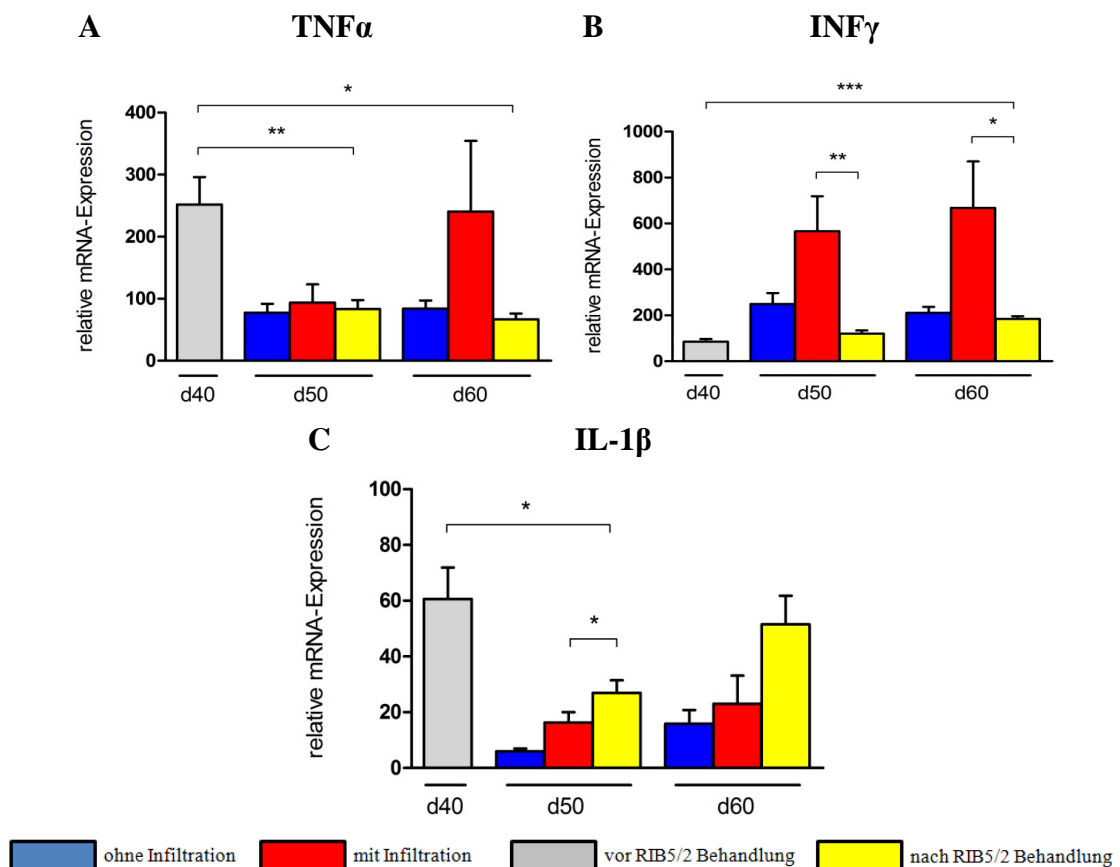 A TNFα
relative mRNA-Expression
400
300
200
100
0
*
**
d40 d50 d60
B INFγ
relative mRNA-Expression
1000
800
600
400
200
0
***
**
*
d40 d50 d60
C IL-1β
relative mRNA-Expression
100
80
60
40
20
0
*
*
d40 d50 d60
ohne Infiltration mit Infiltration vor RIB5/2 Behandlung nach RIB5/2 Behandlung